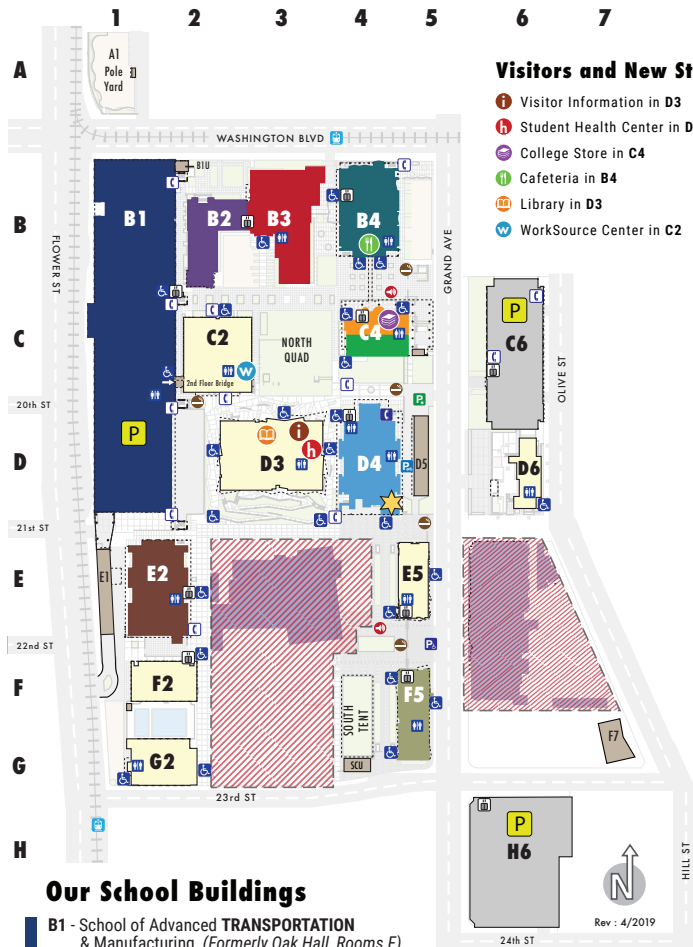 1 2 3 4 5 6 7
A
A1
Pole
Yard
Visitors and New St
i Visitor Information in D3
h Student Health Center in D
College Store in C4
Cafeteria in B4
Library in D3
w WorkSource Center in C2
WASHINGTON BLVD
B1U
B
B1
B2
B3
B4
FLOWER ST
GRAND AVE
C
C2
NORTH
QUAD
C4
P
C6
w
2nd Floor Bridge
OLIVE ST
20th ST
P
P
D
D3
i
h
D4
P
D5
D6
21st ST
E
E1
E2
E5
22nd ST
P
F
F2
SOUTH
TENT
F5
F7
G
G2
SCU
23rd ST
H
P
H6
HILL ST
N
Rev : 4/2019
24th ST
Our School Buildings
B1 - School of Advanced TRANSPORTATION
& Manufacturing (Formerly Oak Hall, Rooms F)